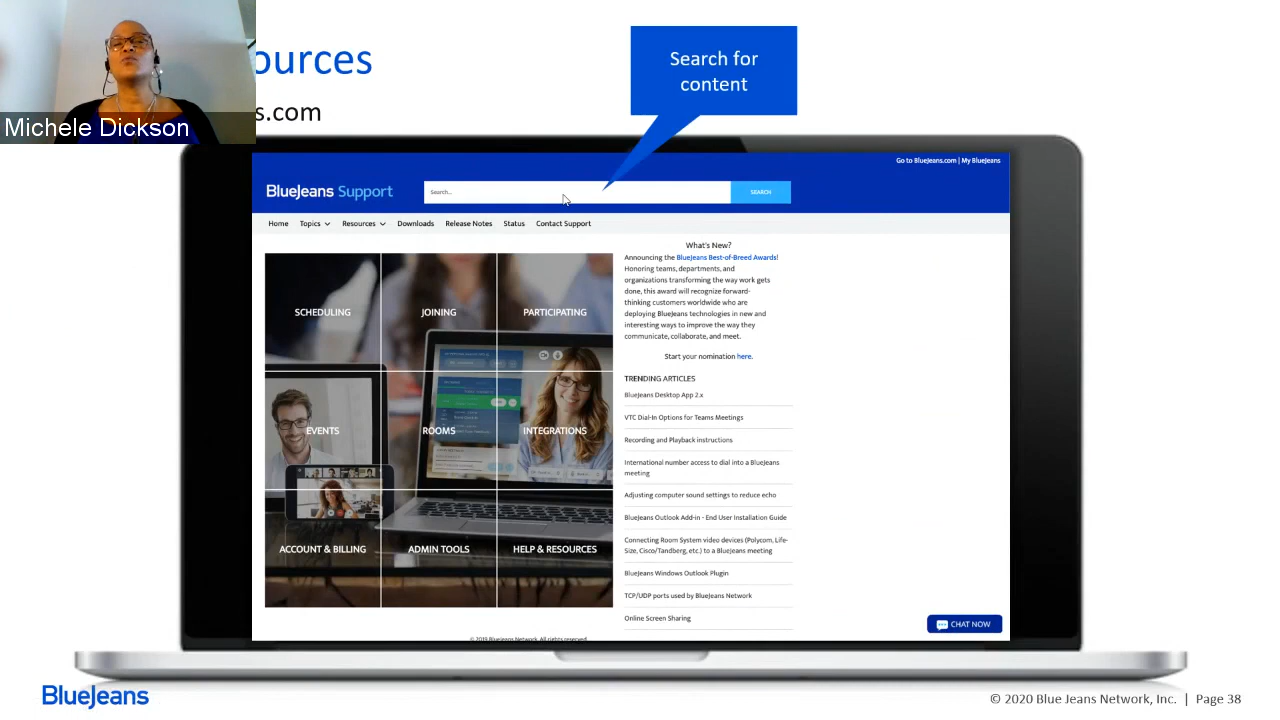 ources
s.com
Michele Dickson
Search for
content
Go to BlueJeans.com | My BlueJeans
BlueJeans Support
Search...
SEARCH
Home Topics Resources Downloads Release Notes Status Contact Support
SCHEDULING
JOINING
PARTICIPATING
EVENTS
ROOMS
INTEGRATIONS
ACCOUNT & BILLING
ADMIN TOOLS
HELP & RESOURCES
What's New?
Announcing the BlueJeans Best-of-Breed Awards!
Honoring teams, departments, and
organizations transforming the way work gets
done, this award will recognize forward-
thinking customers worldwide who are
deploying BlueJeans technologies in new and
interesting ways to improve the way they
communicate, collaborate, and meet.
Start your nomination here.
TRENDING ARTICLES
BlueJeans Desktop App 2.x
VTC Dial-In Options for Teams Meetings
Recording and Playback instructions
International number access to dial into a BlueJeans
meeting
Adjusting computer sound settings to reduce echo
BlueJeans Outlook Add-in - End User Installation Guide
Connecting Room System video devices (Polycom, Life-
Size, Cisco/Tandberg, etc.) to a BlueJeans meeting
BlueJeans Windows Outlook Plugin
TCP/UDP ports used by BlueJeans Network
Online Screen Sharing
CHAT NOW
© 2019 BlueJeans Network. All rights reserved.
BlueJeans
© 2020 Blue Jeans Network, Inc. | Page 38